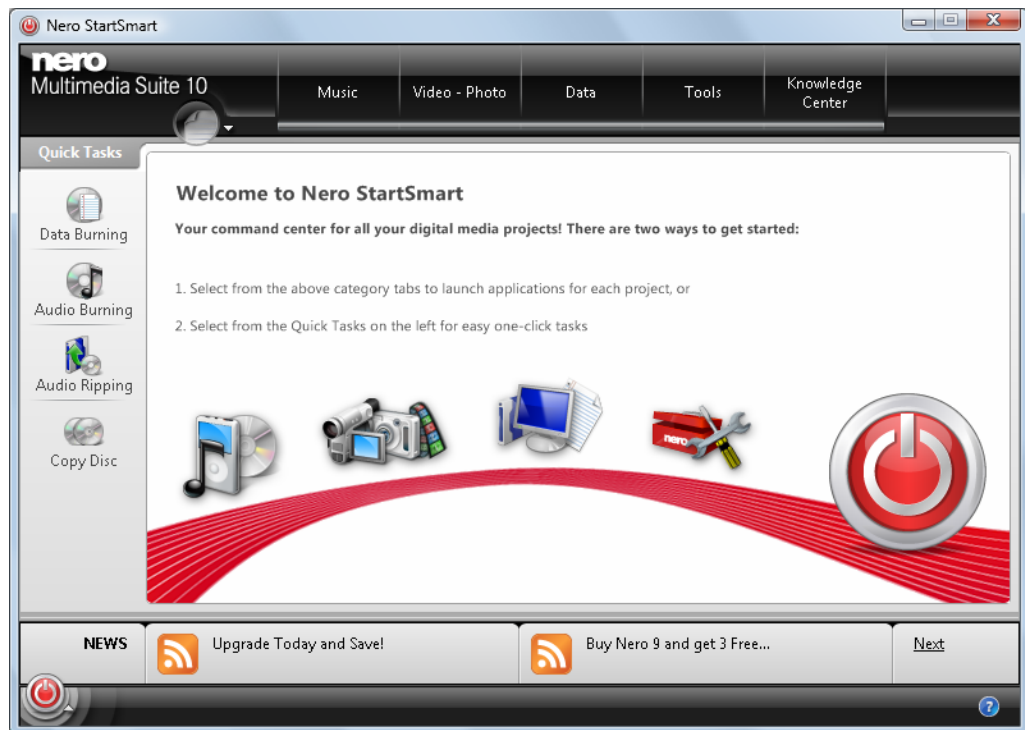 Nero StartSmart
nero
Multimedia Suite 10
Music
Video - Photo
Data
Tools
Knowledge
Center
Quick Tasks
Data Burning
Audio Burning
Audio Ripping
Copy Disc
Welcome to Nero StartSmart
Your command center for all your digital media projects! There are two ways to get started:
1. Select from the above category tabs to launch applications for each project, or
2. Select from the Quick Tasks on the left for easy one-click tasks
nero
NEWS
Upgrade Today and Save!
Buy Nero 9 and get 3 Free...
Next
?